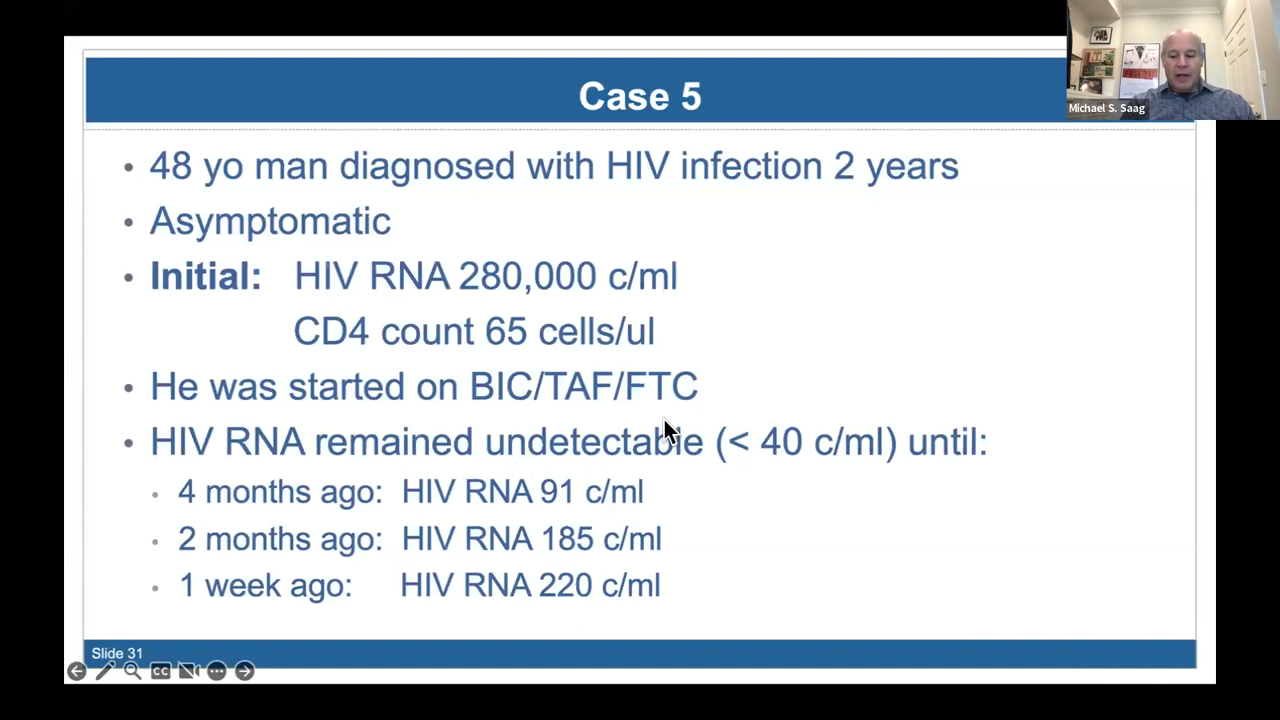 Case 5
Michael S. Saag
• 48 yo man diagnosed with HIV infection 2 years
• Asymptomatic
• Initial: HIV RNA 280,000 c/ml
CD4 count 65 cells/ul
• He was started on BIC/TAF/FTC
• HIV RNA remained undetectable (< 40 c/ml) until:
• 4 months ago: HIV RNA 91 c/ml
• 2 months ago: HIV RNA 185 c/ml
• 1 week ago: HIV RNA 220 c/ml
Slide 31
CC